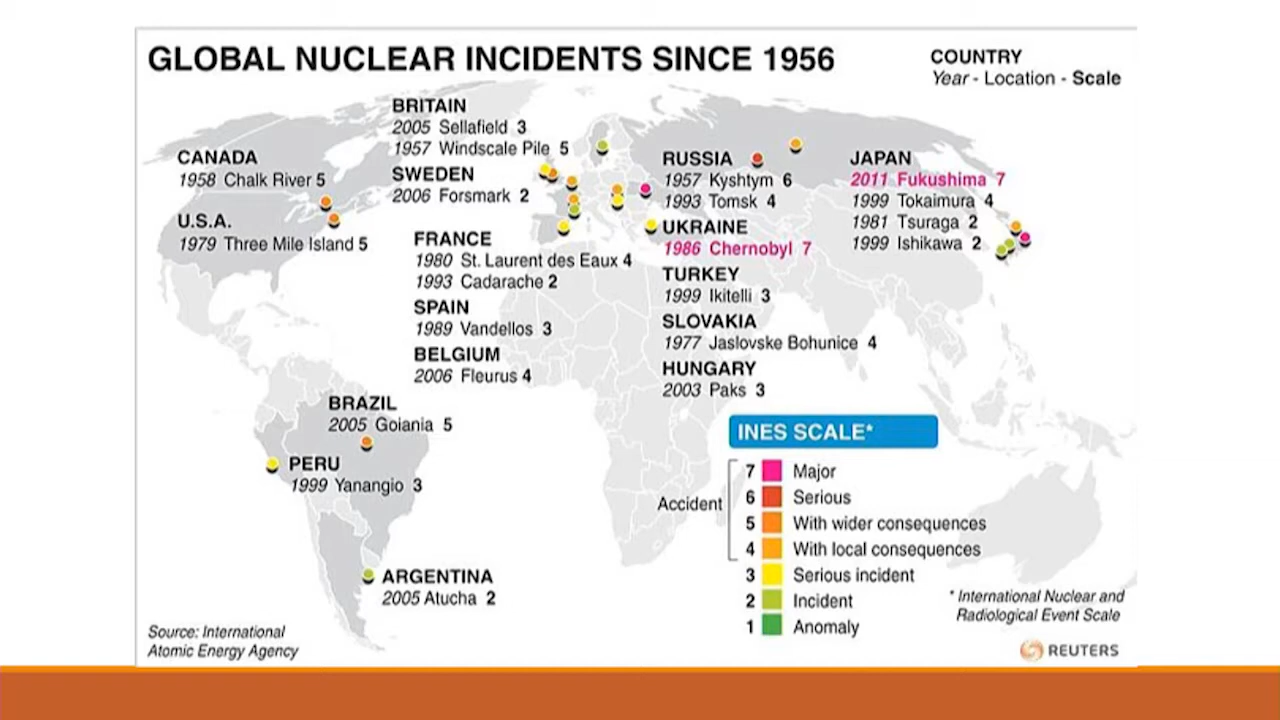 GLOBAL NUCLEAR INCIDENTS SINCE 1956
COUNTRY
Year - Location - Scale
BRITAIN
2005 Sellafield 3
1957 Windscale Pile 5
CANADA
1958 Chalk River 5
SWEDEN
2006 Forsmark 2
U.S.A.
1979 Three Mile Island 5
FRANCE
1980 St. Laurent des Eaux 4
1993 Cadarache 2
SPAIN
1989 Vandellos 3
BELGIUM
2006 Fleurus 4
RUSSIA
1957 Kyshtym 6
1993 Tomsk 4
UKRAINE
1986 Chernobyl 7
TURKEY
1999 Ikitelli 3
SLOVAKIA
1977 Jaslovske Bohunice 4
HUNGARY
2003 Paks 3
JAPAN
2011 Fukushima 7
1999 Tokaimura 4
1981 Tsuraga 2
1999 Ishikawa 2
BRAZIL
2005 Goiania 5
PERU
1999 Yanangio 3
ARGENTINA
2005 Atucha 2
INES SCALE*
Accident
7 Major
6 Serious
5 With wider consequences
4 With local consequences
3 Serious incident
2 Incident
1 Anomaly
* International Nuclear and
Radiological Event Scale
Source: International
Atomic Energy Agency
REUTERS